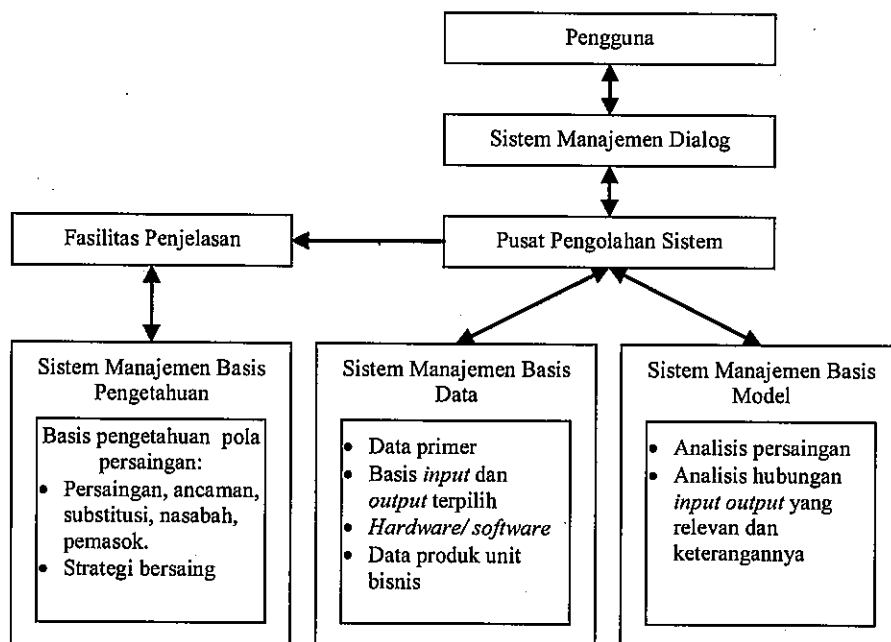 Pengguna
Sistem Manajemen Dialog
Fasilitas Penjelasan
Pusat Pengolahan Sistem
Sistem Manajemen Basis
Pengetahuan
Basis pengetahuan pola
persaingan:
• Persaingan, ancaman,
substitusi, nasabah,
pemasok.
• Strategi bersaing
Sistem Manajemen Basis
Data
• Data primer
• Basis input dan
output terpilih
• Hardware/ software
• Data produk unit
bisnis
Sistem Manajemen Basis
Model
• Analisis persaingan
• Analisis hubungan
input output yang
relevan dan
keterangannya